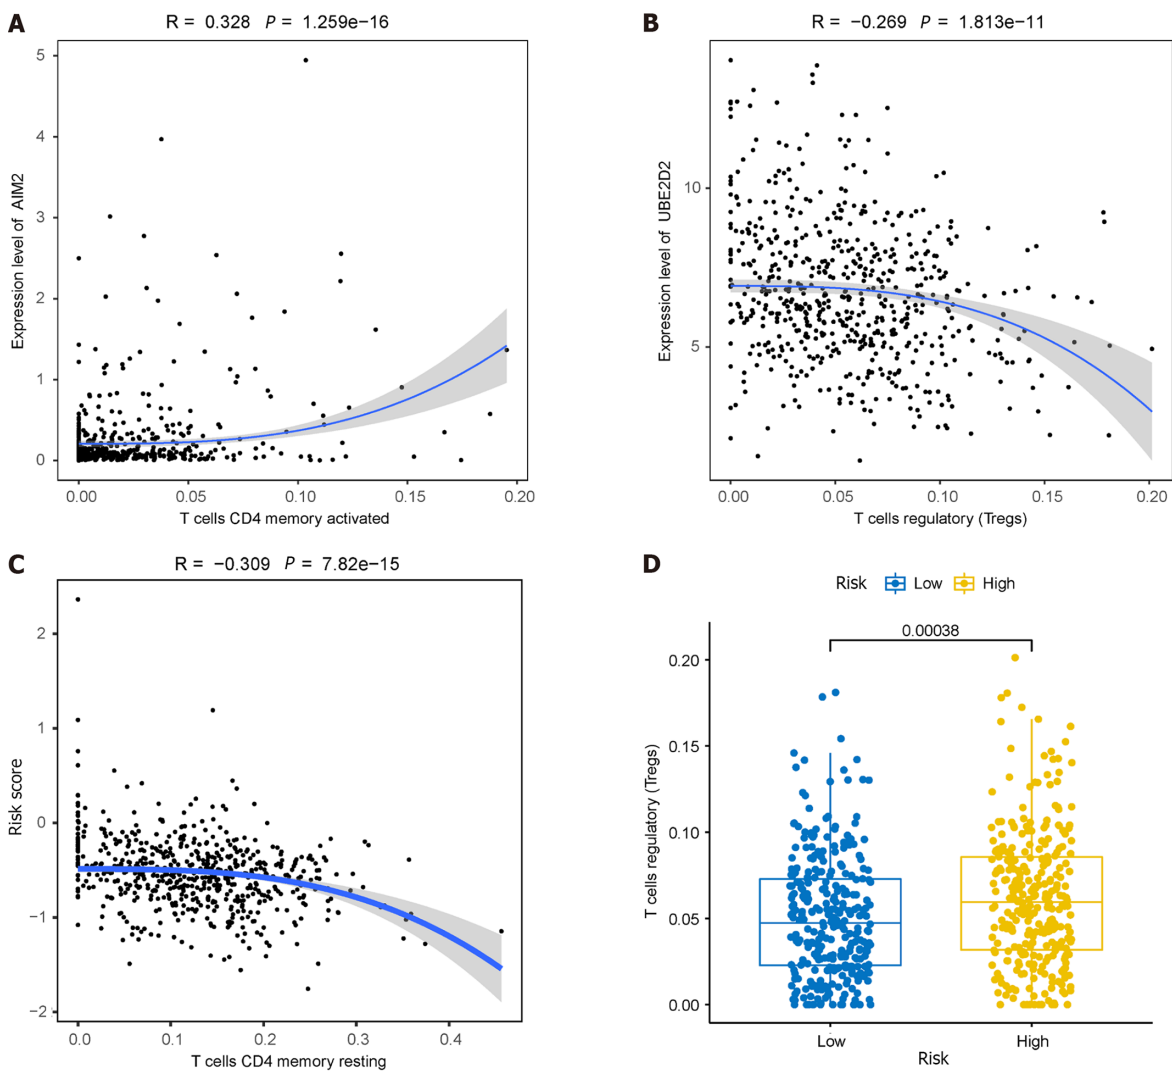 A
R = 0.328 P = 1.259e−16
Expression level of AIM2
5
4
3
2
1
0
0.00 0.05 0.10 0.15 0.20
T cells CD4 memory activated
B
R = −0.269 P = 1.813e−11
Expression level of UBE2D2
10
5
0.00 0.05 0.10 0.15 0.20
T cells regulatory (Tregs)
C
R = −0.309 P = 7.82e−15
Risk score
2
1
0
−1
−2
0.0 0.1 0.2 0.3 0.4
T cells CD4 memory resting
D
Risk Low High
0.00038
T cells regulatory (Tregs)
0.20
0.15
0.10
0.05
0.00
Low High
Risk